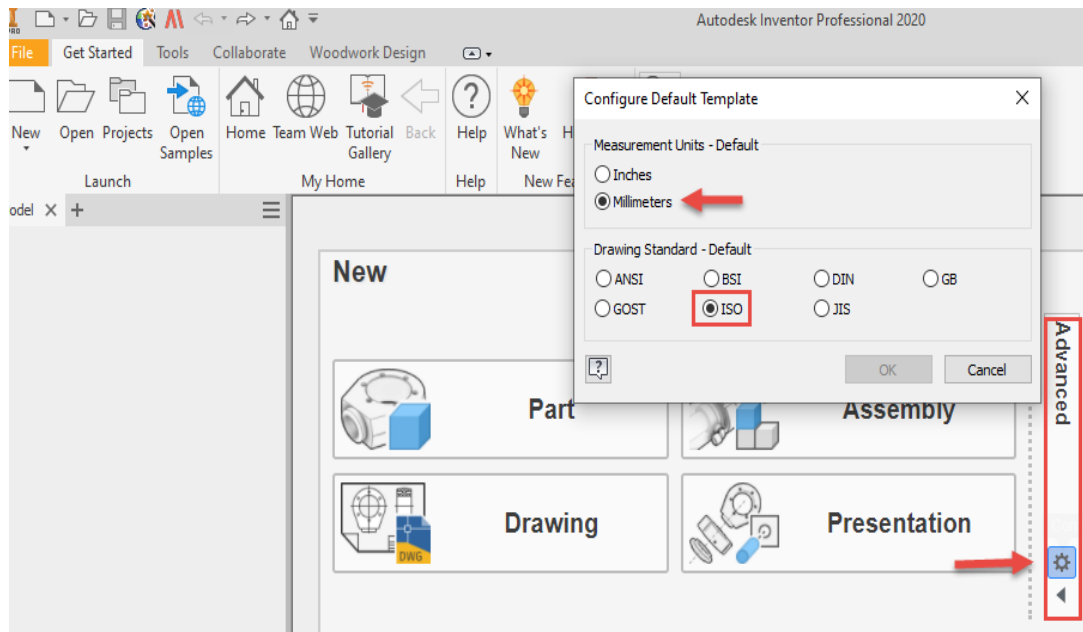 Autodesk Inventor Professional 2020
File Get Started Tools Collaborate Woodwork Design
New Open Projects Open Samples Home Team Web Tutorial Gallery Back Help What's New H
Launch My Home Help New Fea
odel
Configure Default Template
Measurement Units - Default
Inches
Millimeters
Drawing Standard - Default
ANSI BSI DIN GB
GOST ISO JIS
?
OK Cancel
New
Part Assembly
Drawing Presentation
DWG
Advanced